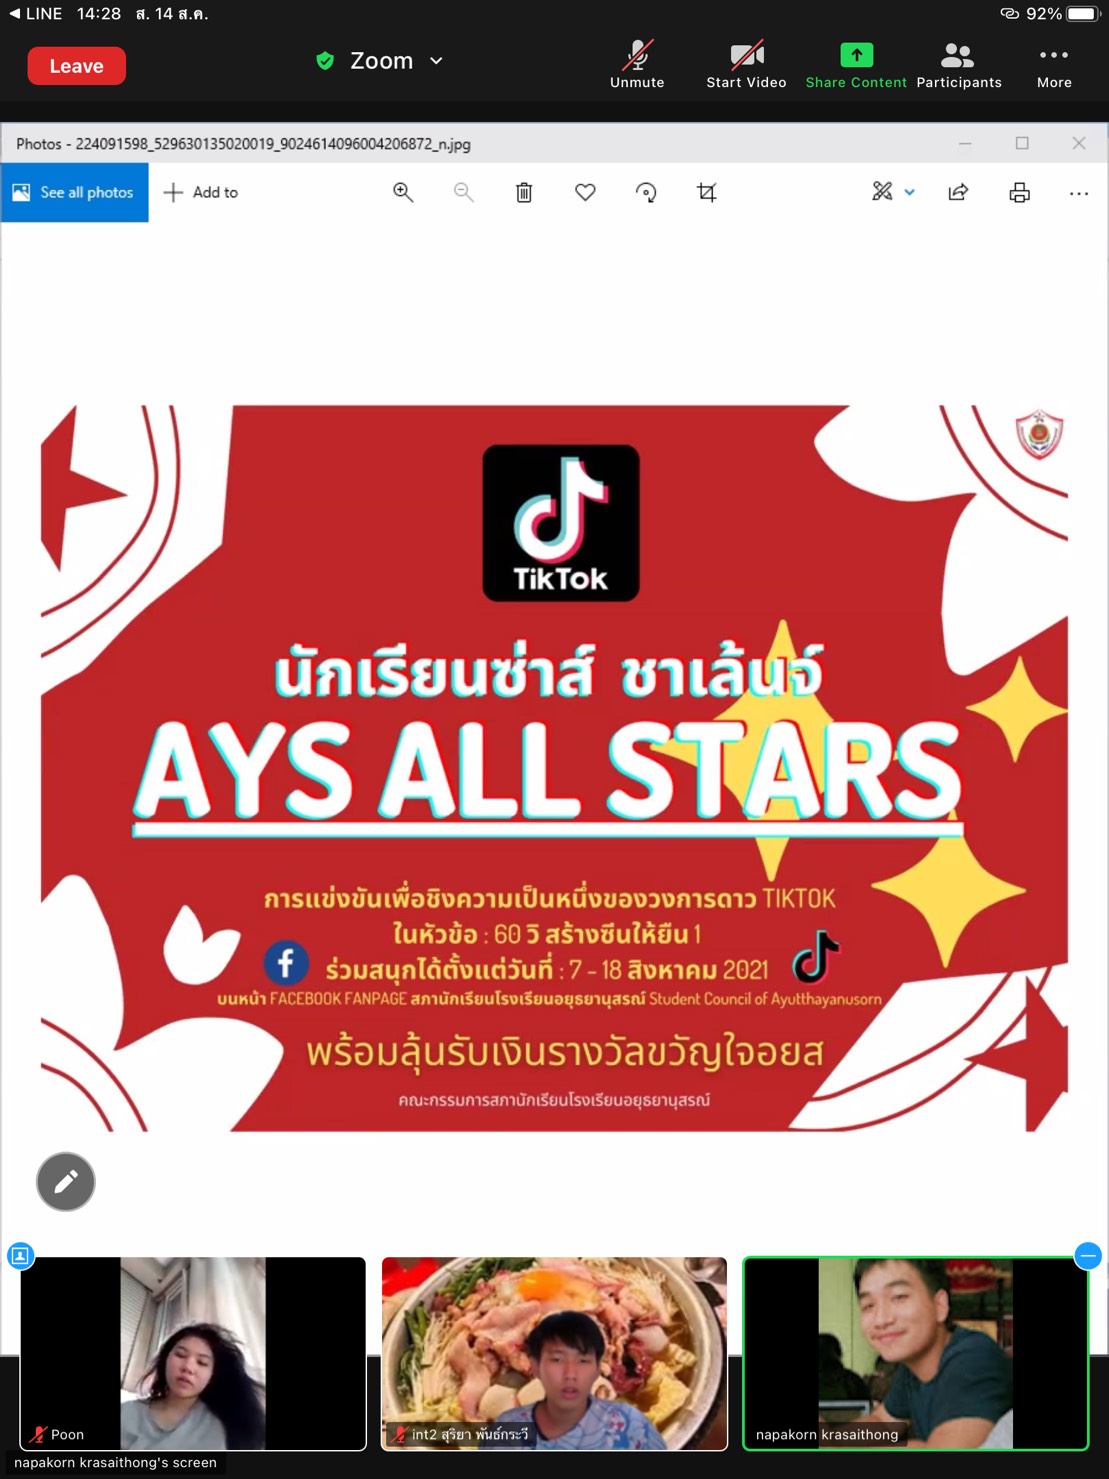 LINE 14:28 ส. 14 ส.ค. 92%
Leave
Zoom
Unmute
Start Video
Share Content
Participants
More
Photos - 224091598_529630135020019_9024614096004206872_n.jpg
See all photos
Add to
TikTok
นักเรียนซ่าส์ ชาเล้นจ์
AYS ALL STARS
การแข่งขันเพื่อชิงความเป็นหนึ่งของวงการดาว TIKTOK
ในหัวข้อ : 60 วิ สร้างซีนให้ยืน 1
ร่วมสนุกได้ตั้งแต่วันที่ : 7 - 18 สิงหาคม 2021
บนหน้า FACEBOOK FANPAGE สภานักเรียนโรงเรียนอยุธยานุสรณ์ Student Council of Ayutthayanusorn
พร้อมลุ้นรับเงินรางวัลขวัญใจอยส
คณะกรรมการสภานักเรียนโรงเรียนอยุธยานุสรณ์
Poon
int2 สุริยา พันธ์กระวี
napakorn krasaithong
napakorn krasaithong's screen